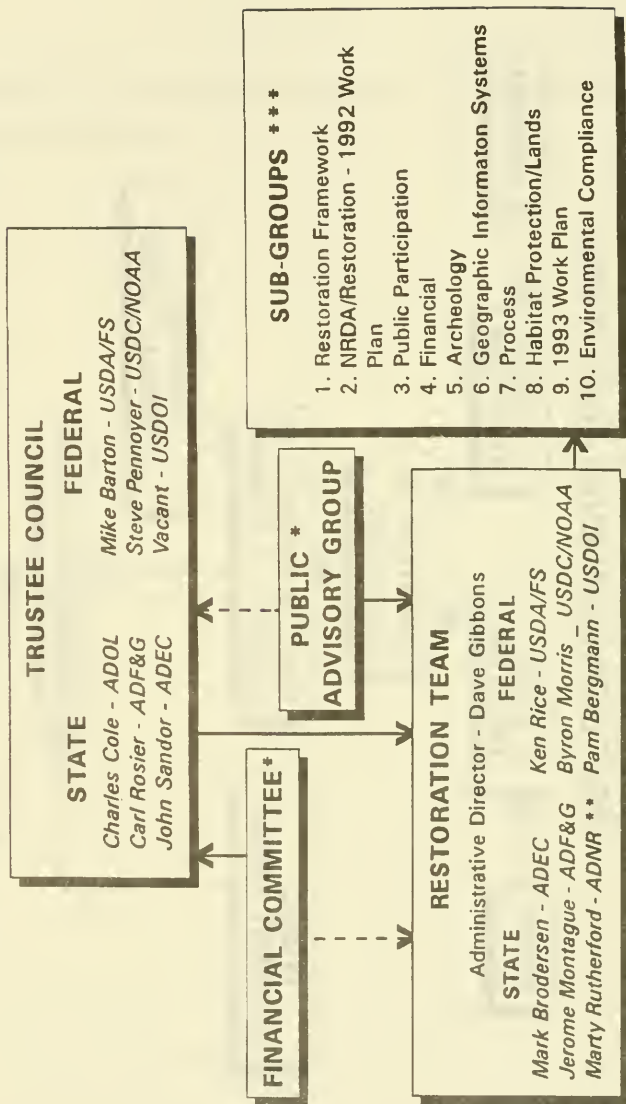 TRUSTEE COUNCIL
STATE
Charles Cole - ADOL
Carl Rosier - ADF&G
John Sandor - ADEC
FEDERAL
Mike Barton - USDA/FS
Steve Pennoyer - USDC/NOAA
Vacant - USDOI
FINANCIAL COMMITTEE*
PUBLIC *
ADVISORY GROUP
RESTORATION TEAM
Administrative Director - Dave Gibbons
STATE
Mark Brodersen - ADEC
Jerome Montague - ADF&G
Marty Rutherford - ADNR **
FEDERAL
Ken Rice - USDA/FS
Byron Morris _ USDC/NOAA
Pam Bergmann - USDOI
SUB-GROUPS ***
1. Restoration Framework
2. NRDA/Restoration - 1992 Work
Plan
3. Public Participation
4. Financial
5. Archeology
6. Geographic Informaton Systems
7. Process
8. Habitat Protection/Lands
9. 1993 Work Plan
10. Environmental Compliance